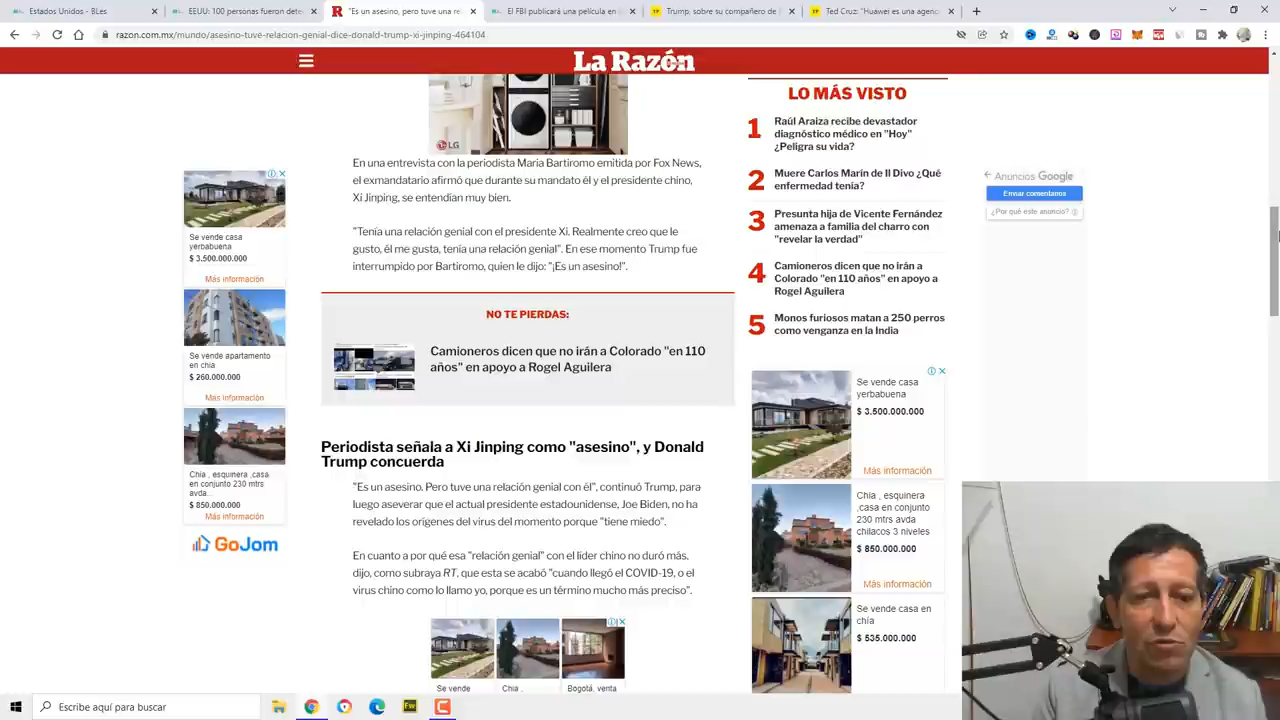 Estados Unidos. - BLes
EEUU: 100 personas fueron dete
"Es un asesino, pero tuve una re
El FBI publicará una película en
Trump, sobre su compañero de
Ted Cruz: "Huawei es una agenc
razon.com.mx/mundo/asesino-tuve-relacion-genial-dice-donald-trump-xi-jinping-464104
La Razón
LG
En una entrevista con la periodista Maria Bartiromo emitida por Fox News,
el exmandatario afirmó que durante su mandato él y el presidente chino,
Xi Jinping, se entendían muy bien.
"Tenía una relación genial con el presidente Xi. Realmente creo que le
gusto, él me gusta, tenía una relación genial". En ese momento Trump fue
interrumpido por Bartiromo, quien le dijo: "¡Es un asesino!".
NO TE PIERDAS:
Camioneros dicen que no irán a Colorado "en 110
años" en apoyo a Rogel Aguilera
Periodista señala a Xi Jinping como "asesino", y Donald
Trump concuerda
"Es un asesino. Pero tuve una relación genial con él", continuó Trump, para
luego aseverar que el actual presidente estadounidense, Joe Biden, no ha
revelado los orígenes del virus del momento porque "tiene miedo".
En cuanto a por qué esa "relación genial" con el líder chino no duró más,
dijo, como subraya RT, que esta se acabó "cuando llegó el COVID-19, o el
virus chino como lo llamo yo, porque es un término mucho más preciso".
Se vende
Chia ,
Bogotá, venta
Se vende casa
yerbabuena
$ 3.500.000.000
Más información
Se vende apartamento
en chia
$ 260.000.000
Más información
Chia , esquinera ,casa
en conjunto 230 mtrs
avda..
$ 850.000.000
Más información
GoJom
LO MÁS VISTO
1
Raúl Araiza recibe devastador
diagnóstico médico en "Hoy"
¿Peligra su vida?
2
Muere Carlos Marín de Il Divo ¿Qué
enfermedad tenía?
3
Presunta hija de Vicente Fernández
amenaza a familia del charro con
"revelar la verdad"
4
Camioneros dicen que no irán a
Colorado "en 110 años" en apoyo a
Rogel Aguilera
5
Monos furiosos matan a 250 perros
como venganza en la India
Se vende casa
yerbabuena
$ 3.500.000.000
Más información
Chia , esquinera
,casa en conjunto
230 mtrs avda
chilacos 3 niveles
$ 850.000.000
Más información
Se vende casa en
chía
$ 535.000.000
Anuncios Google
Enviar comentarios
¿Por qué este anuncio?
Escribe aquí para buscar
Fw